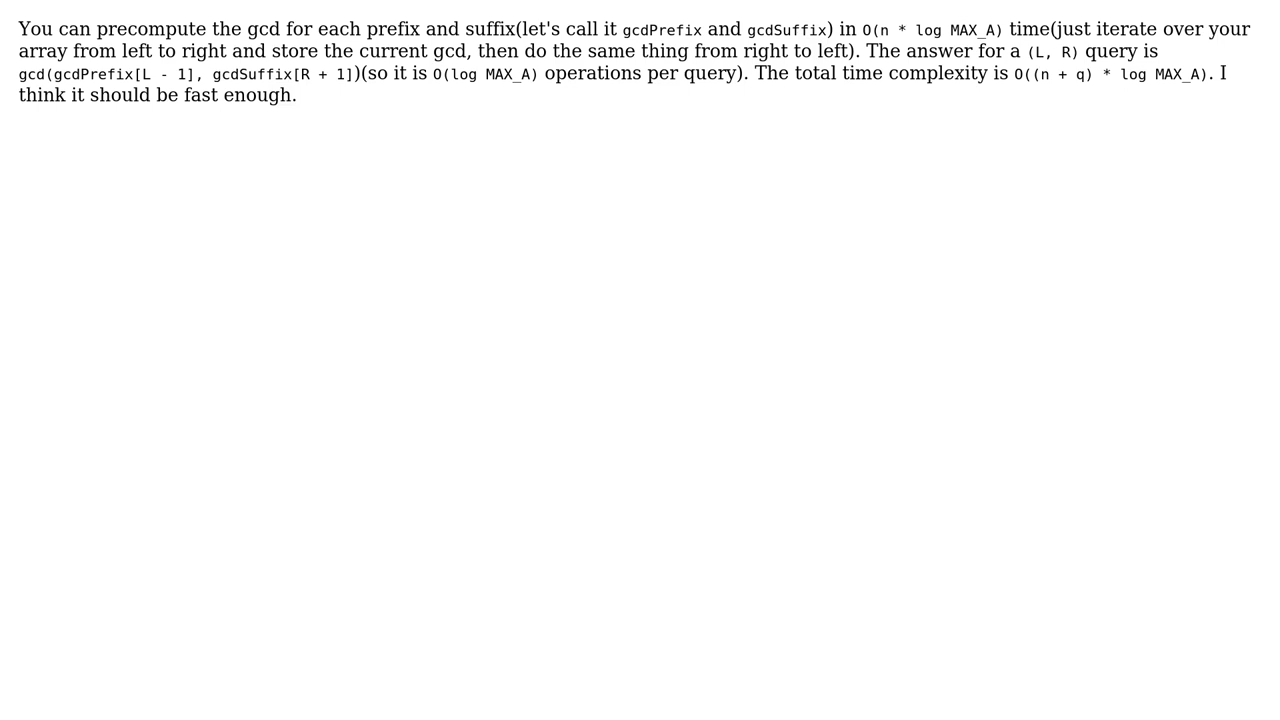 You can precompute the gcd for each prefix and suffix(let's call it gcdPrefix and gcdSuffix) in O(n * log MAX_A) time(just iterate over your
array from left to right and store the current gcd, then do the same thing from right to left). The answer for a (L, R) query is
gcd(gcdPrefix[L - 1], gcdSuffix[R + 1])(so it is O(log MAX_A) operations per query). The total time complexity is O((n + q) * log MAX_A). I
think it should be fast enough.